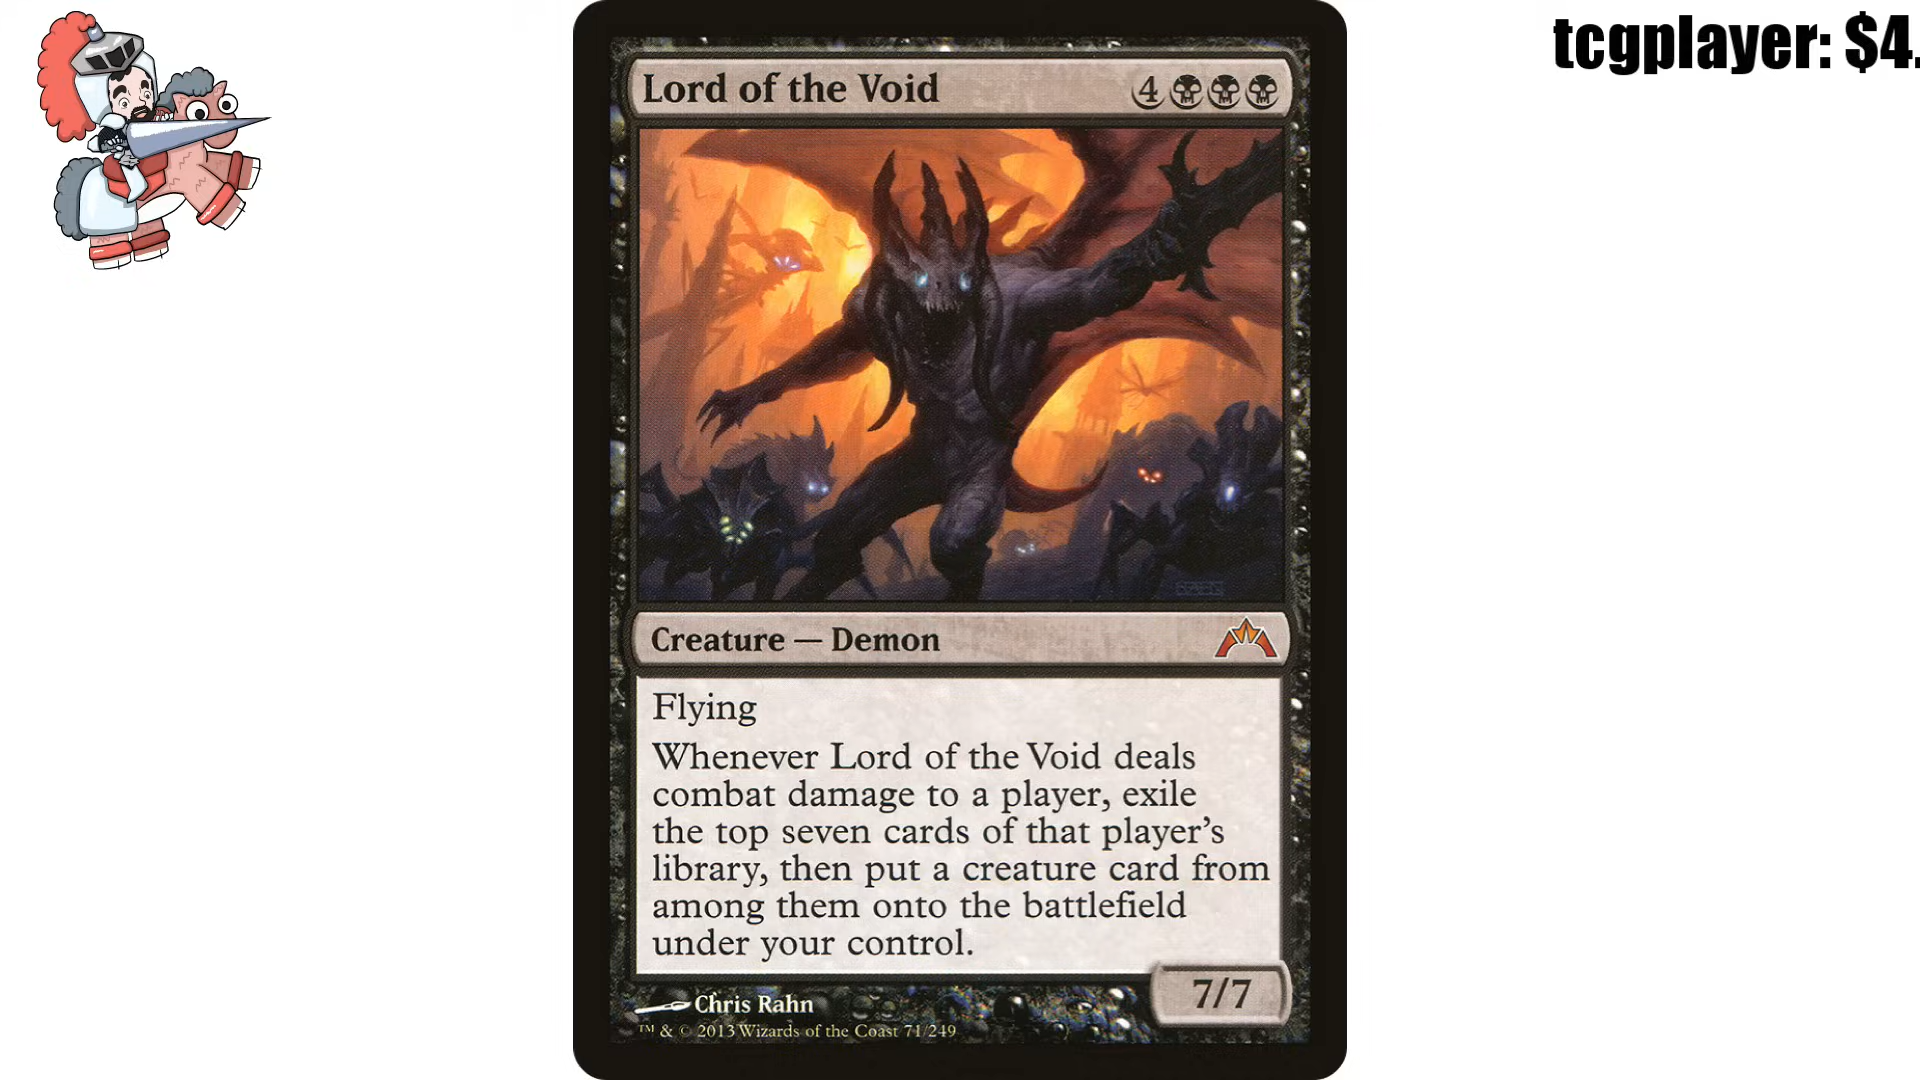 tcgplayer: $4.
Lord of the Void
4
Creature — Demon
Flying
Whenever Lord of the Void deals
combat damage to a player, exile
the top seven cards of that player's
library, then put a creature card from
among them onto the battlefield
under your control.
7/7
Chris Rahn
™ & © 2013 Wizards of the Coast 71/249